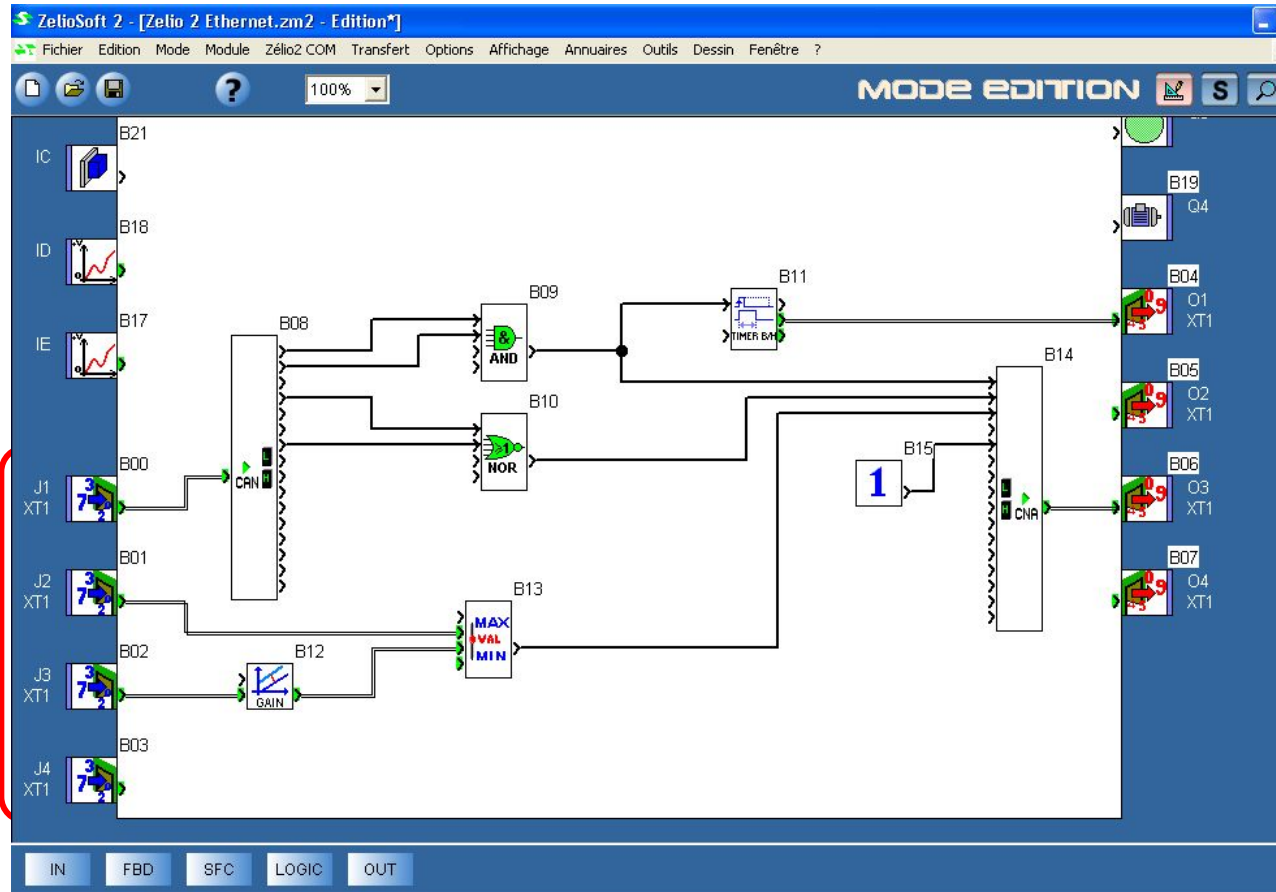 ZelioSoft 2 - [Zelio 2 Ethernet.zm2 - Edition*]
Fichier Edition Mode Module Zélio2 COM Transfert Options Affichage Annuaires Outils Dessin Fenêtre ?
? 100% MODE EDITION S
B21
IC
B19
Q4
B18
ID
B11
TIMER B/H
B04
O1
XT1
B09
&
AND
B17
IE
B08
CAN
L
H
B14
L
H
CNA
B05
O2
XT1
B10
≥1
NOR
B15
1
B00
J1
XT1
B06
O3
XT1
B01
J2
XT1
B07
O4
XT1
B13
MAX
VAL
MIN
B02
J3
XT1
B12
GAIN
B03
J4
XT1
IN FBD SFC LOGIC OUT